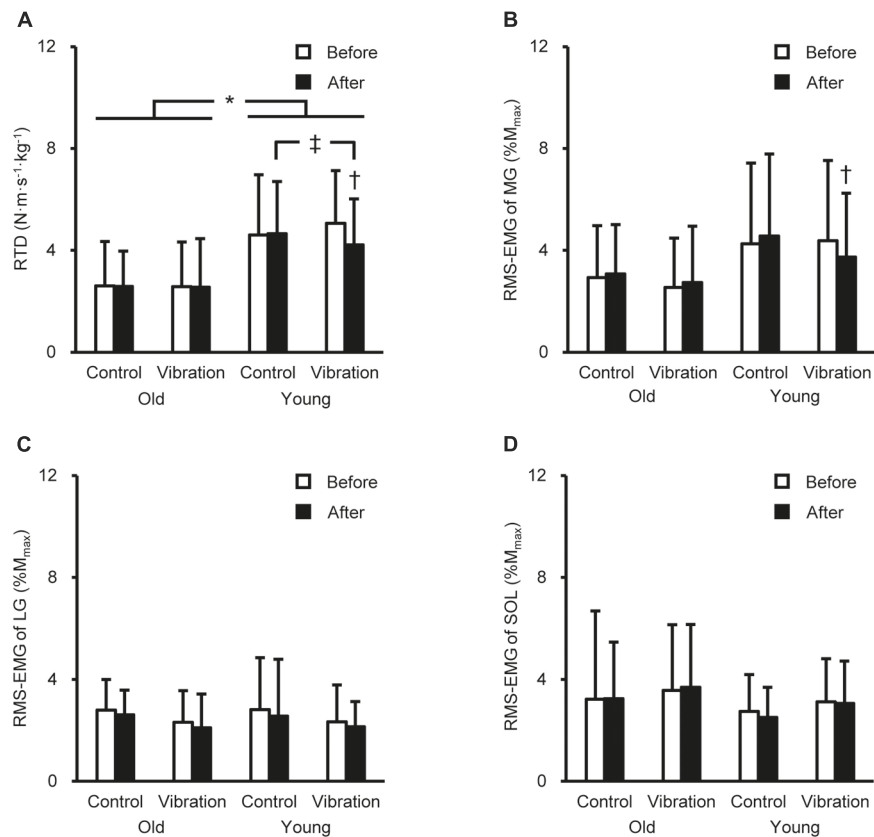 A
12
8
4
0
RTD (N·m·s⁻¹·kg⁻¹)
Before
After
*
‡
†
Control Vibration Control Vibration
Old Young
B
12
8
4
0
RMS-EMG of MG (%Mmax)
Before
After
†
Control Vibration Control Vibration
Old Young
C
12
8
4
0
RMS-EMG of LG (%Mmax)
Before
After
Control Vibration Control Vibration
Old Young
D
12
8
4
0
RMS-EMG of SOL (%Mmax)
Before
After
Control Vibration Control Vibration
Old Young